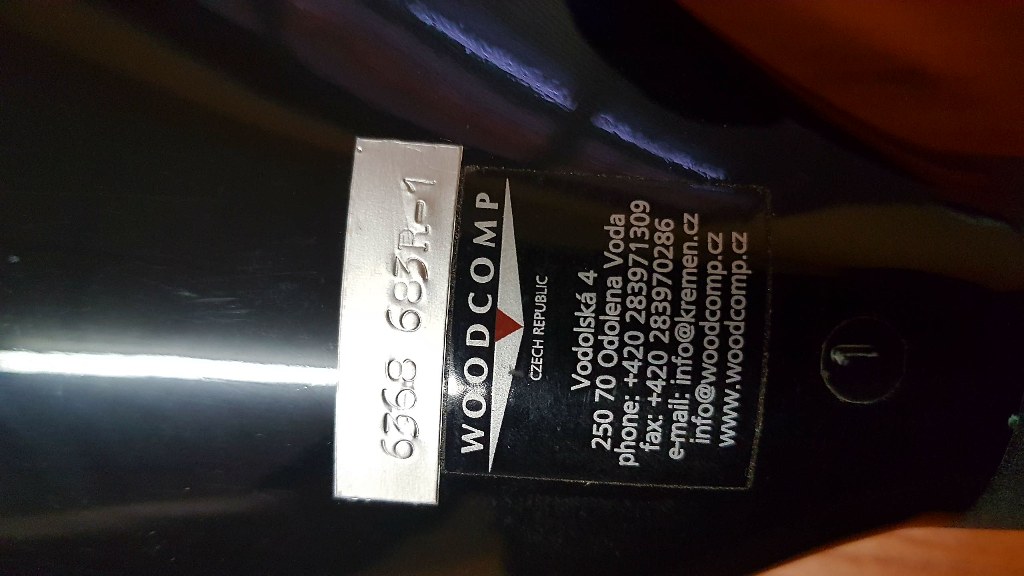 6368 683R-1
WOODCOMP
CZECH REPUBLIC
Vodolská 4
250 70 Odolena Voda
phone: +420 283971309
fax: +420 283970286
e-mail: info@kremen.cz
info@woodcomp.cz
www.woodcomp.cz
1